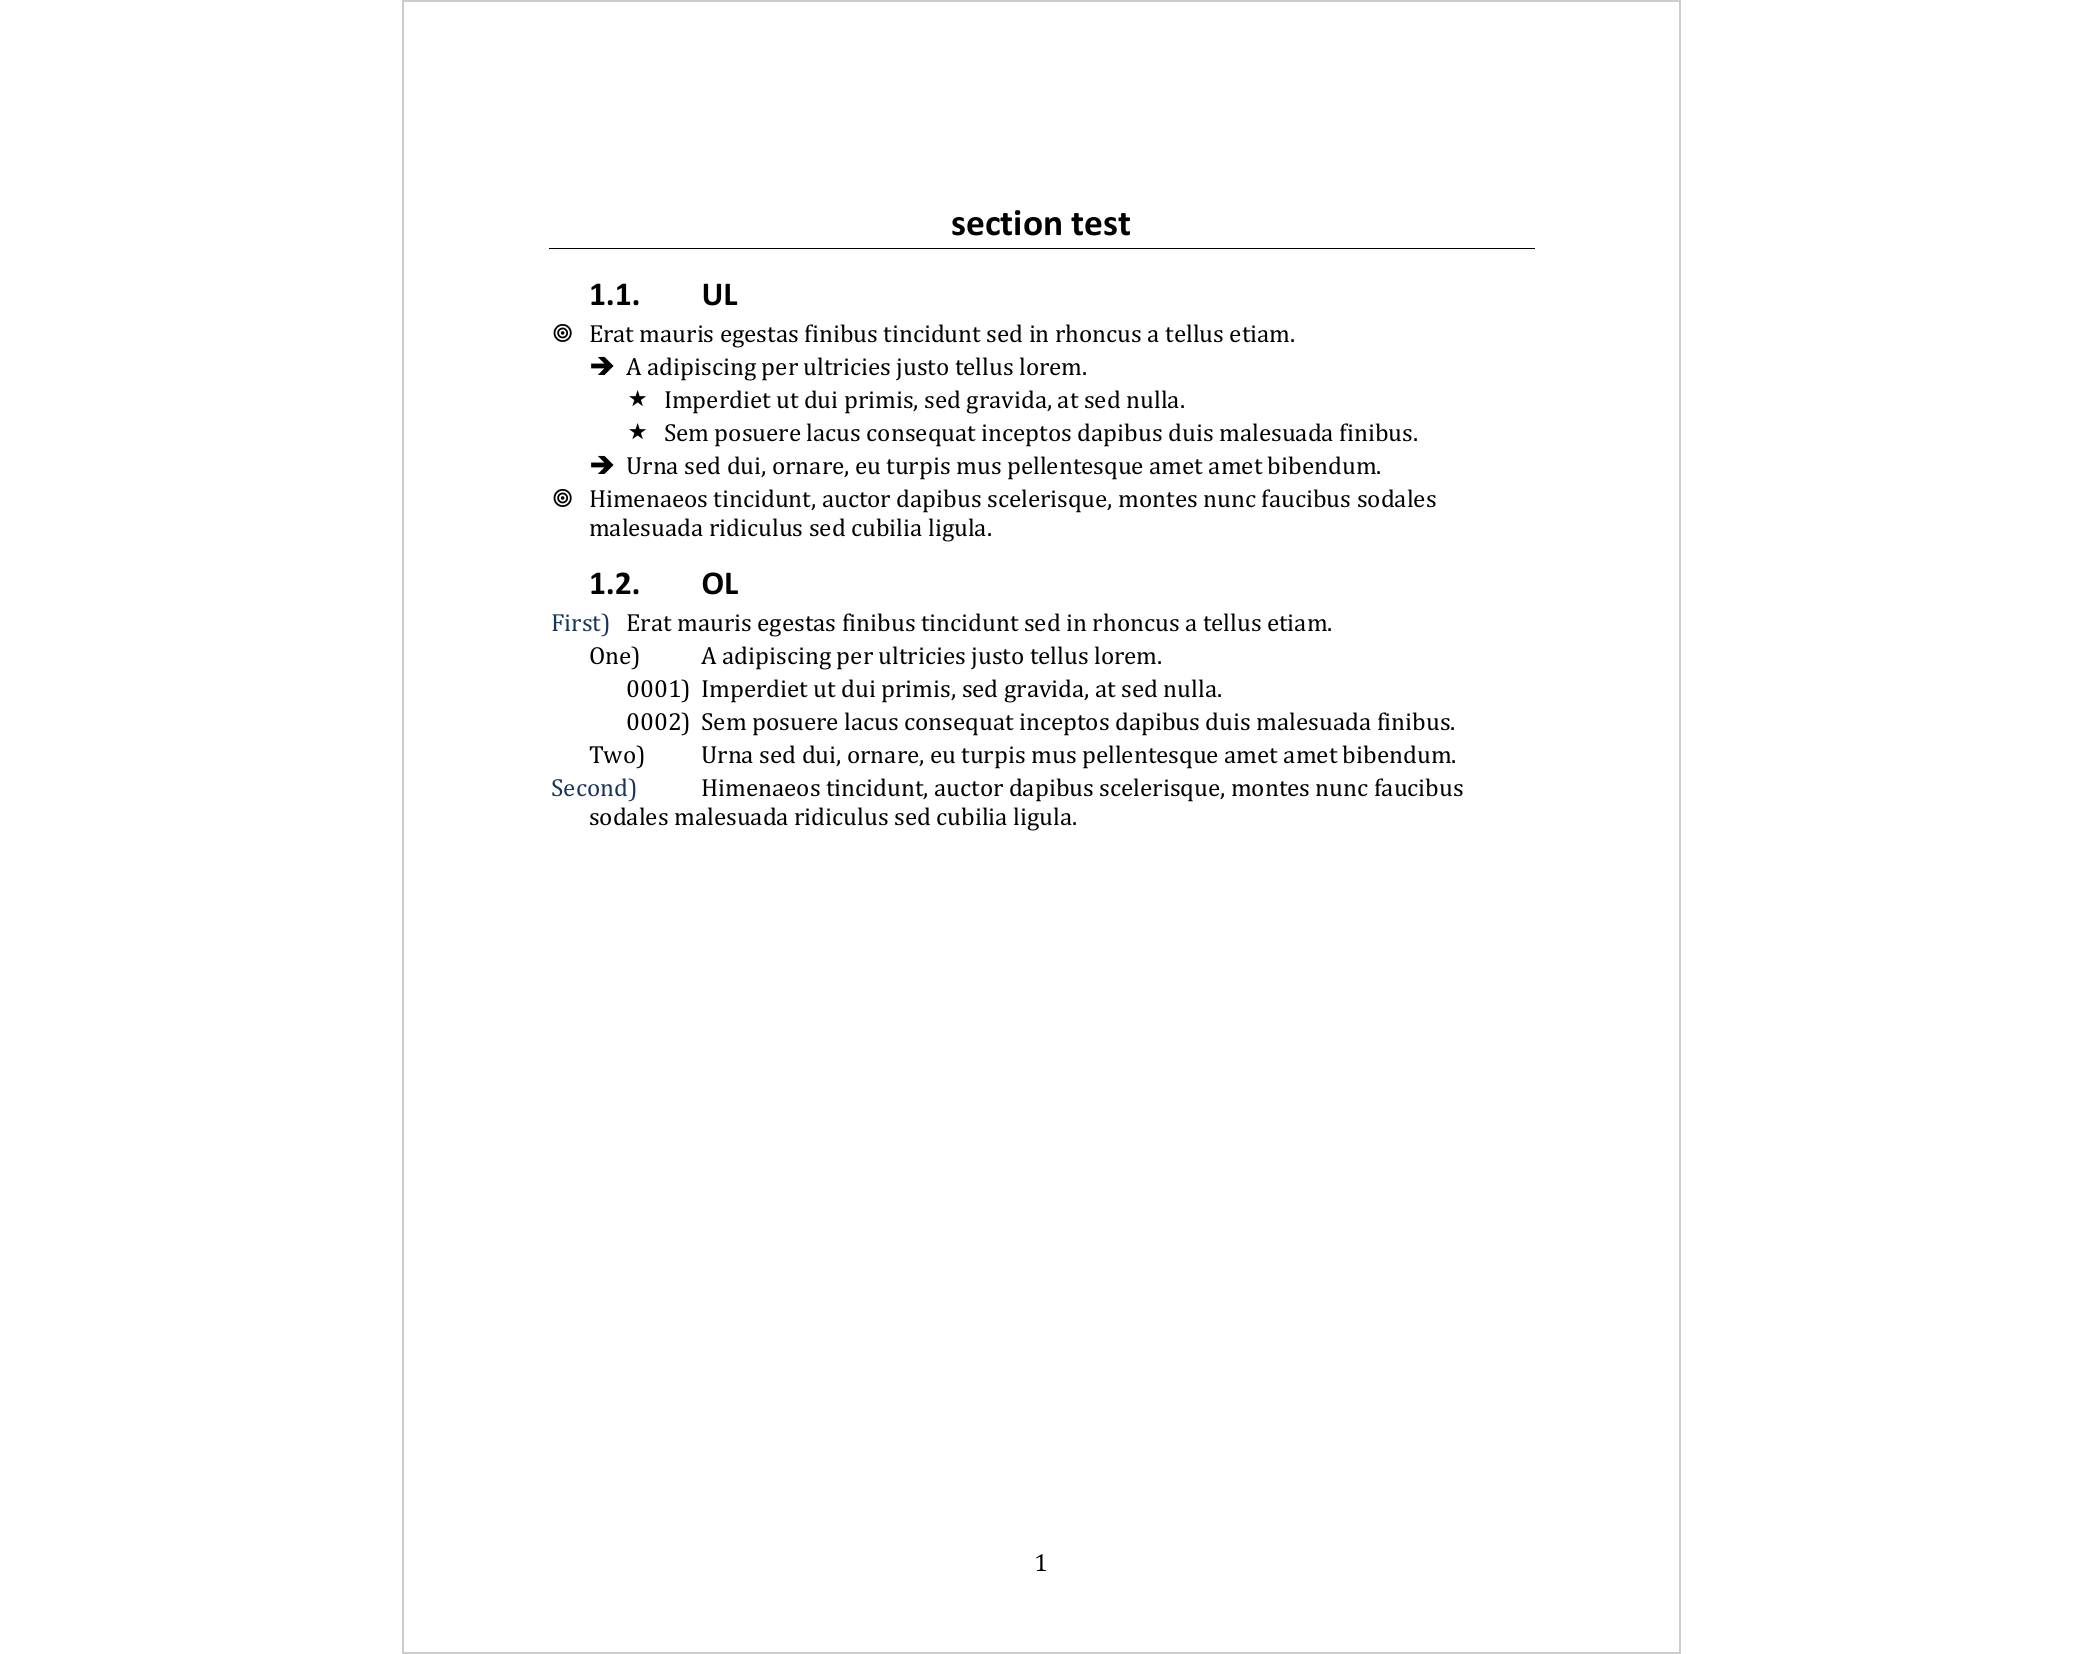 section test
1.1. UL
◎ Erat mauris egestas finibus tincidunt sed in rhoncus a tellus etiam.
➔ A adipiscing per ultricies justo tellus lorem.
★ Imperdiet ut dui primis, sed gravida, at sed nulla.
★ Sem posuere lacus consequat inceptos dapibus duis malesuada finibus.
➔ Urna sed dui, ornare, eu turpis mus pellentesque amet amet bibendum.
◎ Himenaeos tincidunt, auctor dapibus scelerisque, montes nunc faucibus sodales
malesuada ridiculus sed cubilia ligula.
1.2. OL
First) Erat mauris egestas finibus tincidunt sed in rhoncus a tellus etiam.
One) A adipiscing per ultricies justo tellus lorem.
0001) Imperdiet ut dui primis, sed gravida, at sed nulla.
0002) Sem posuere lacus consequat inceptos dapibus duis malesuada finibus.
Two) Urna sed dui, ornare, eu turpis mus pellentesque amet amet bibendum.
Second) Himenaeos tincidunt, auctor dapibus scelerisque, montes nunc faucibus
sodales malesuada ridiculus sed cubilia ligula.
1